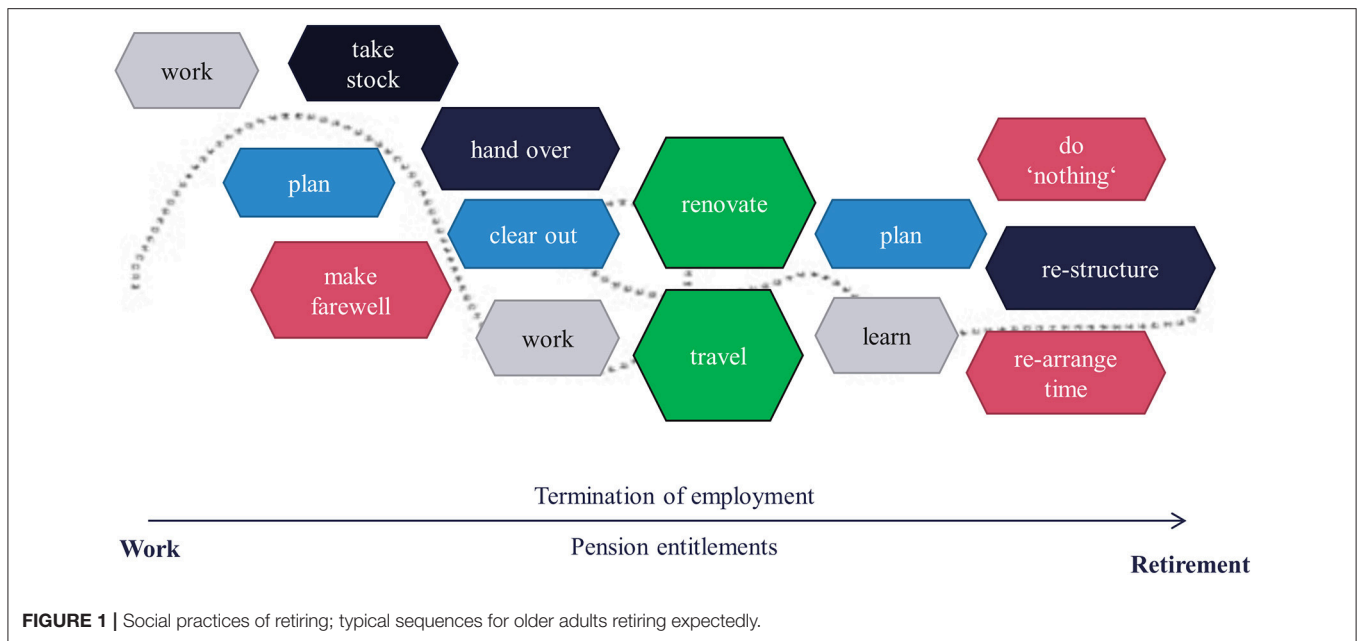 work
take
stock
hand over
plan
clear out
make
farewell
work
renovate
travel
plan
learn
do
‘nothing‘
re-structure
re-arrange
time
Termination of employment
Work
Pension entitlements
Retirement
FIGURE 1 | Social practices of retiring; typical sequences for older adults retiring expectedly.